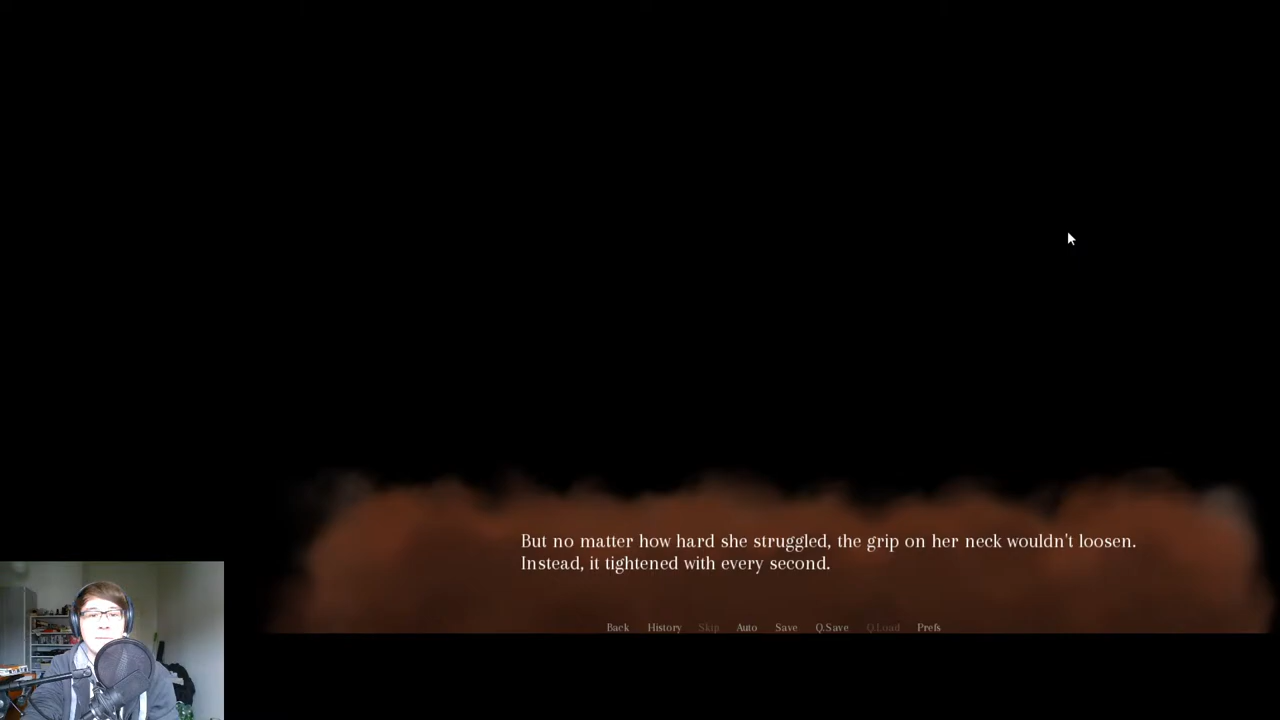 But no matter how hard she struggled, the grip on her neck wouldn't loosen.
Instead, it tightened with every second.
Back History Skip Auto Save Q.Save Q.Load Prefs